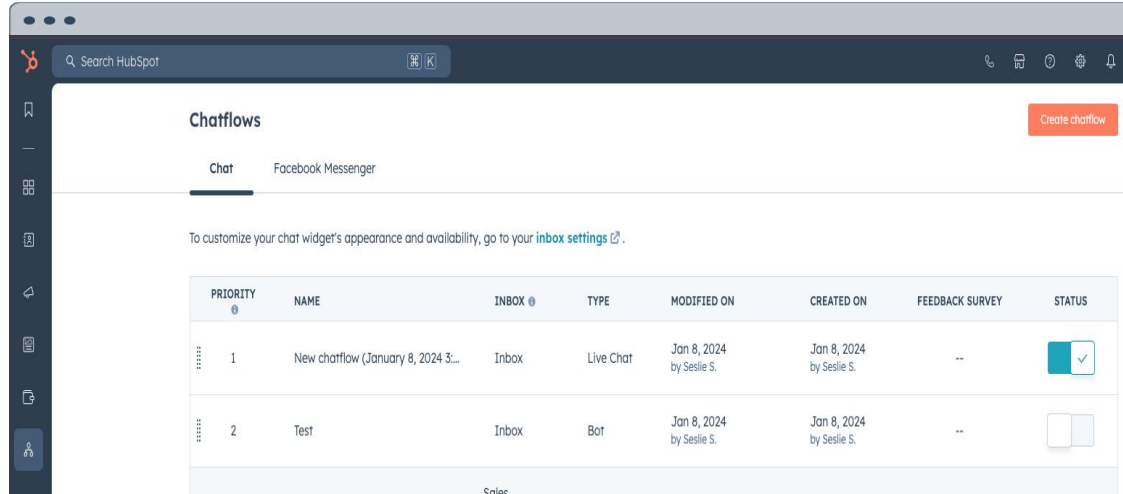 Search HubSpot
⌘ K
Chatflows
Create chatflow
Chat Facebook Messenger
To customize your chat widget's appearance and availability, go to your inbox settings .
PRIORITY NAME INBOX TYPE MODIFIED ON CREATED ON FEEDBACK SURVEY STATUS
1 New chatflow (January 8, 2024 3:... Inbox Live Chat Jan 8, 2024 Jan 8, 2024 --
by Seslie S. by Seslie S.
2 Test Inbox Bot Jan 8, 2024 Jan 8, 2024 --
by Seslie S. by Seslie S.
Sales